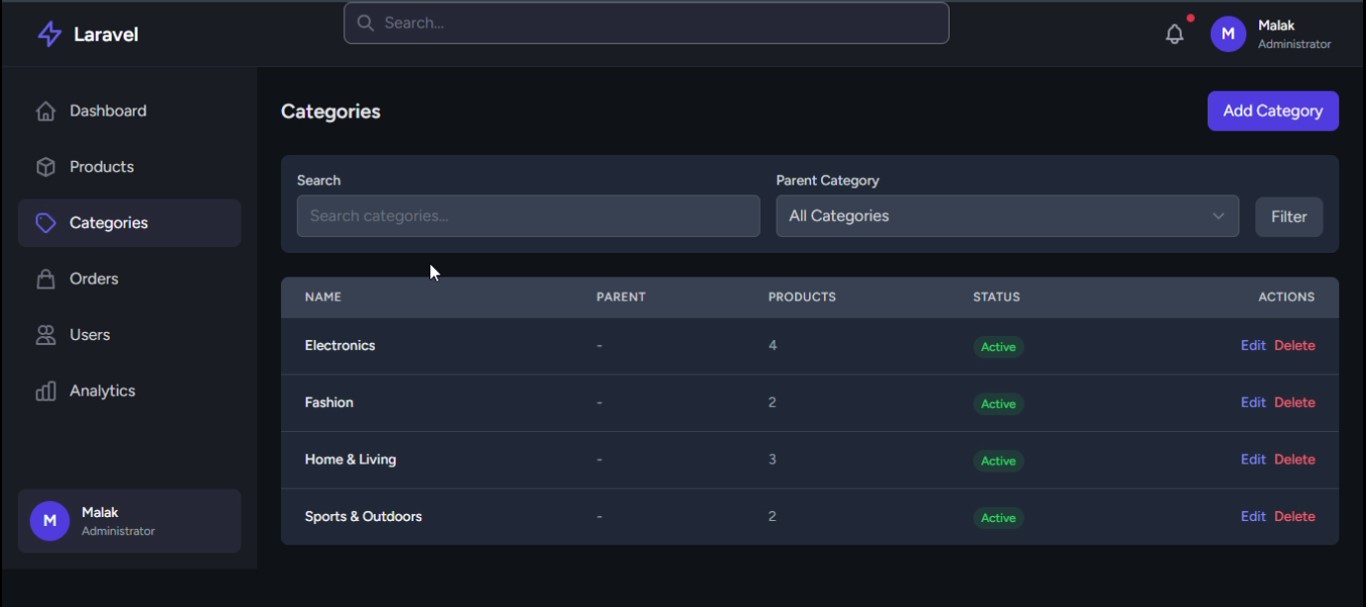 Laravel
Search...
M
Malak
Administrator
Dashboard
Products
Categories
Orders
Users
Analytics
M
Malak
Administrator
Categories
Add Category
Search
Parent Category
Search categories...
All Categories
Filter
NAME PARENT PRODUCTS STATUS ACTIONS
Electronics - 4 Active Edit Delete
Fashion - 2 Active Edit Delete
Home & Living - 3 Active Edit Delete
Sports & Outdoors - 2 Active Edit Delete